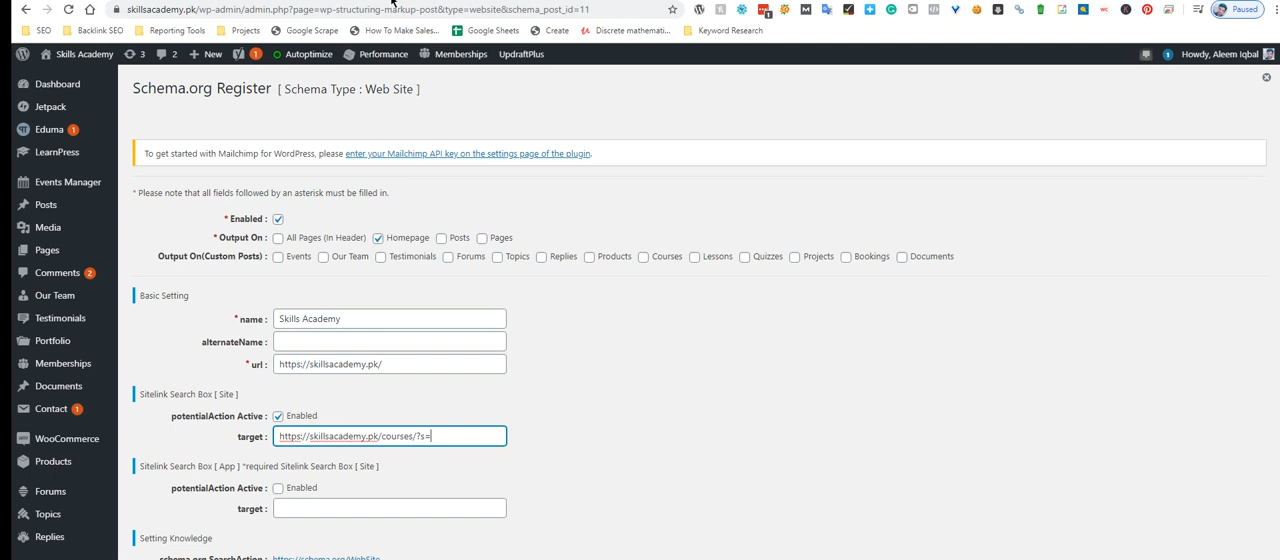 skillsacademy.pk/wp-admin/admin.php?page=wp-structuring-markup-post&type=website&schema_post_id=11
Paused
SEO Backlink SEO Reporting Tools Projects Google Scrape How To Make Sales... Google Sheets Create Discrete mathemati... Keyword Research
Skills Academy 3 2 New 1 Autoptimize Performance Memberships UpdraftPlus 1 Howdy, Aleem Iqbal
Dashboard
Jetpack
Eduma 1
LearnPress
Events Manager
Posts
Media
Pages
Comments 2
Our Team
Testimonials
Portfolio
Memberships
Documents
Contact 1
WooCommerce
Products
Forums
Topics
Replies
Schema.org Register [ Schema Type : Web Site ]
To get started with Mailchimp for WordPress, please enter your Mailchimp API key on the settings page of the plugin.
* Please note that all fields followed by an asterisk must be filled in.
* Enabled :
* Output On : All Pages (In Header) Homepage Posts Pages
Output On(Custom Posts) : Events Our Team Testimonials Forums Topics Replies Products Courses Lessons Quizzes Projects Bookings Documents
Basic Setting
* name : Skills Academy
alternateName :
* url : https://skillsacademy.pk/
Sitelink Search Box [ Site ]
potentialAction Active : Enabled
target : https://skillsacademy.pk/courses/?s=
Sitelink Search Box [ App ] *required Sitelink Search Box [ Site ]
potentialAction Active : Enabled
target :
Setting Knowledge
schema.org SearchAction : https://schema.org/WebSite